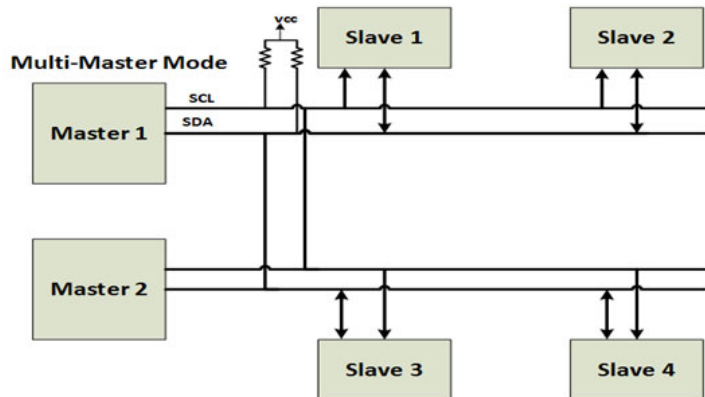 vcc
Slave 1
Slave 2
Multi-Master Mode
SCL
Master 1
SDA
Master 2
Slave 3
Slave 4